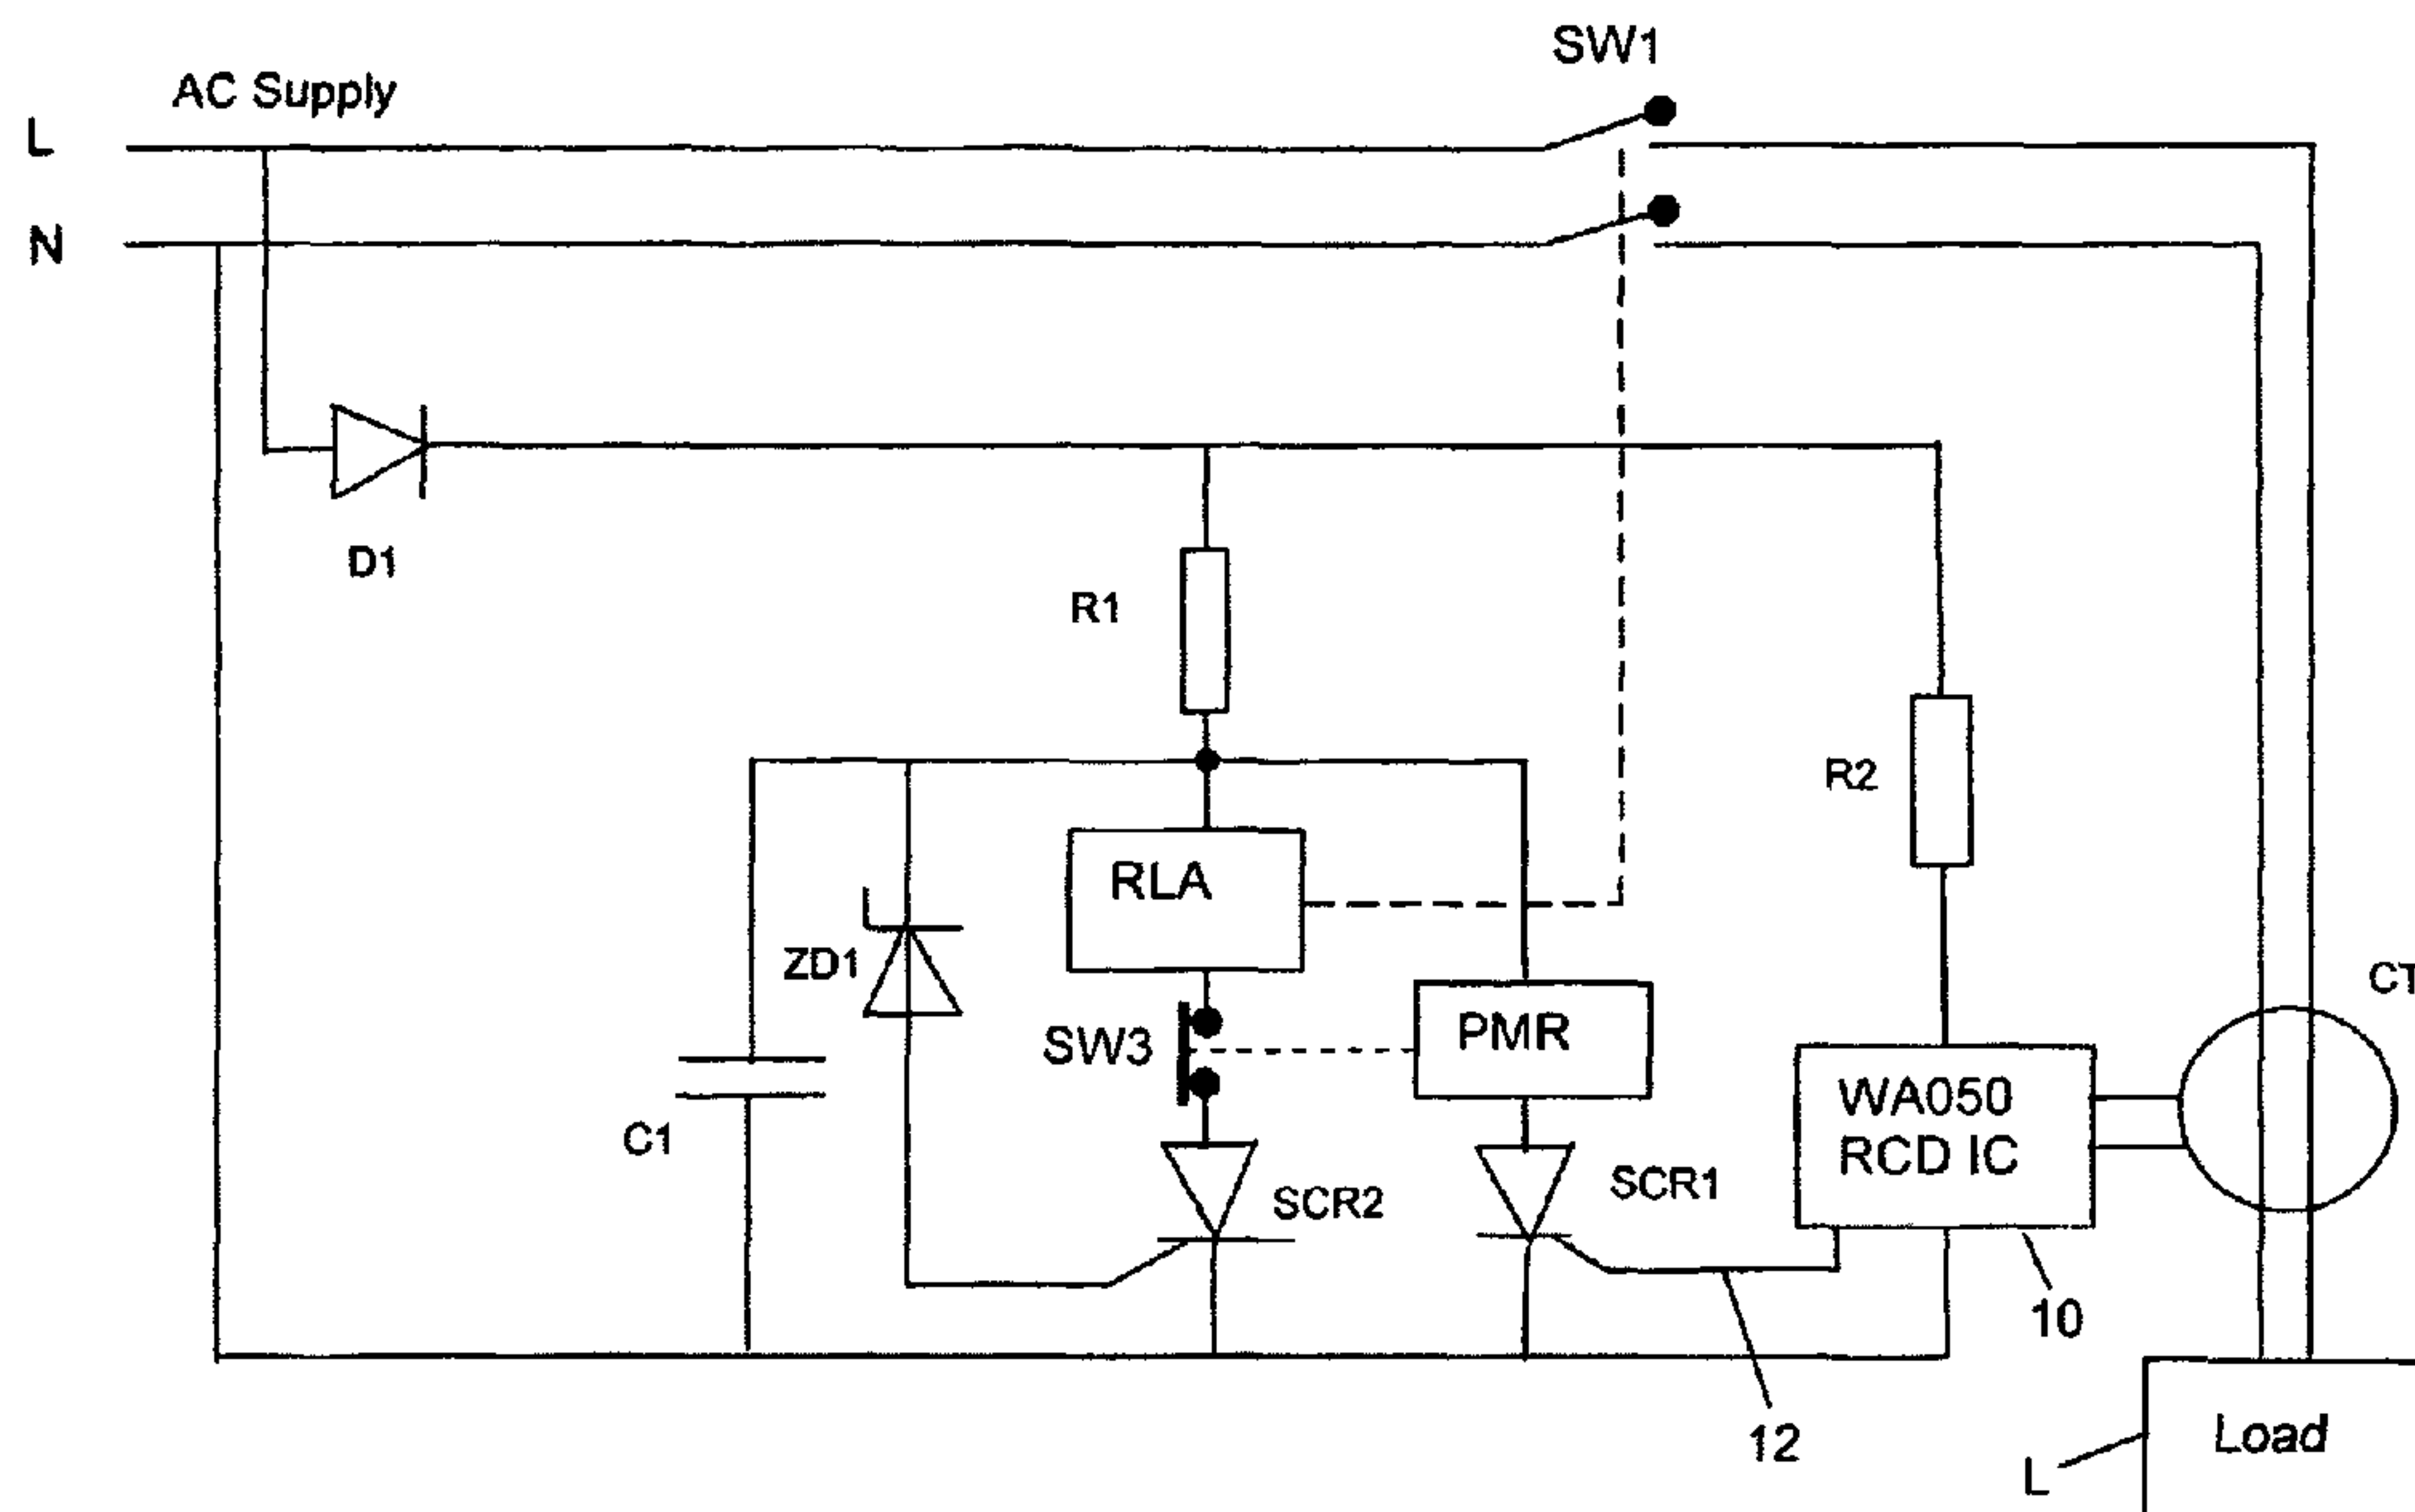 SW1
AC Supply
L
N
D1
R1
R2
RLA
CT
ZD1
SW3
PMR
WA050
RCD IC
C1
SCR2
SCR1
10
12
Load
L